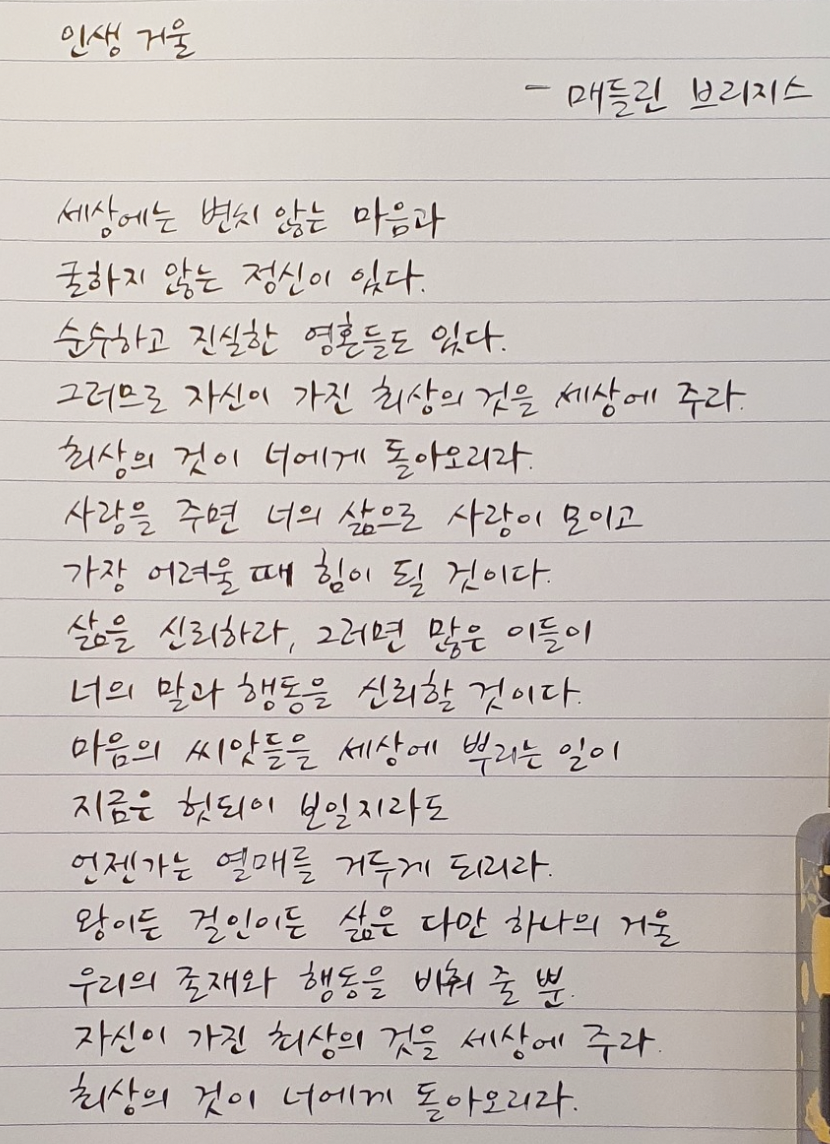 인생 거울
- 매들린 브리지스
세상에는 변치 않는 마음과
굴하지 않는 정신이 있다.
순수하고 진실한 영혼들도 있다.
그러므로 자신이 가진 최상의 것을 세상에 주라.
최상의 것이 너에게 돌아오리라.
사랑을 주면 너의 삶으로 사랑이 모이고
가장 어려울 때 힘이 될 것이다.
삶을 신뢰하라, 그러면 많은 이들이
너의 말과 행동을 신뢰할 것이다.
마음의 씨앗들을 세상에 뿌리는 일이
지금은 헛되이 보일지라도
언젠가는 열매를 거두게 되리라.
왕이든 걸인이든 삶은 다만 하나의 거울
우리의 존재와 행동을 비춰 줄 뿐.
자신이 가진 최상의 것을 세상에 주라.
최상의 것이 너에게 돌아오리라.